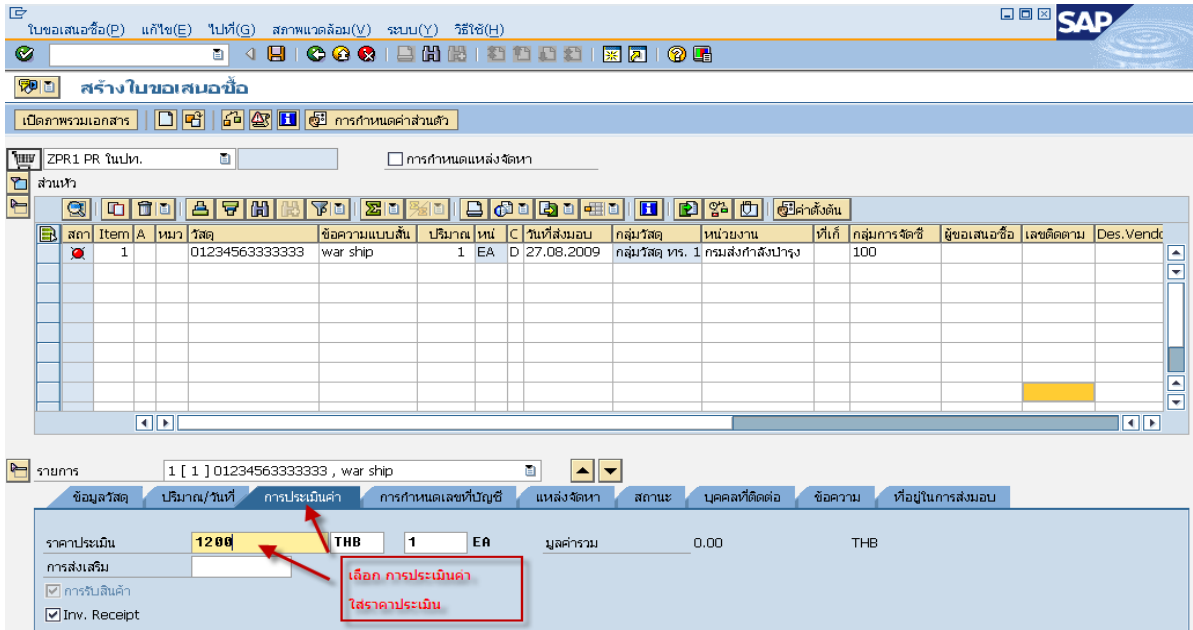 ใบขอเสนอซื้อ(P) แก้ไข(E) ไปที่(G) สภาพแวดล้อม(V) ระบบ(Y) วิธีใช้(H)
SAP
สร้างใบขอเสนอซื้อ
เปิดภาพรวมเอกสาร การกำหนดค่าส่วนตัว
ZPR1 PR ในปท. การกำหนดแหล่งจัดหา
ส่วนหัว
ค่าตั้งต้น
สถา Item A หมว วัสดุ ข้อความแบบสั้น ปริมาณ หน่ C วันที่ส่งมอบ กลุ่มวัสดุ หน่วยงาน ที่เก็ กลุ่มการจัดซื้ ผู้ขอเสนอซื้อ เลขติดตาม Des.Vendo
1 01234563333333 war ship 1 EA D 27.08.2009 กลุ่มวัสดุ ทร. 1 กรมส่งกำลังบำรุง 100
รายการ 1 [ 1 ] 01234563333333 , war ship
ข้อมูลวัสดุ ปริมาณ/วันที่ การประเมินค่า การกำหนดเลขที่บัญชี แหล่งจัดหา สถานะ บุคคลที่ติดต่อ ข้อความ ที่อยู่ในการส่งมอบ
ราคาประเมิน 1200 THB 1 EA มูลค่ารวม 0.00 THB
การส่งเสริม
เลือก การประเมินค่า
การรับสินค้า
ใส่ราคาประเมิน
Inv. Receipt